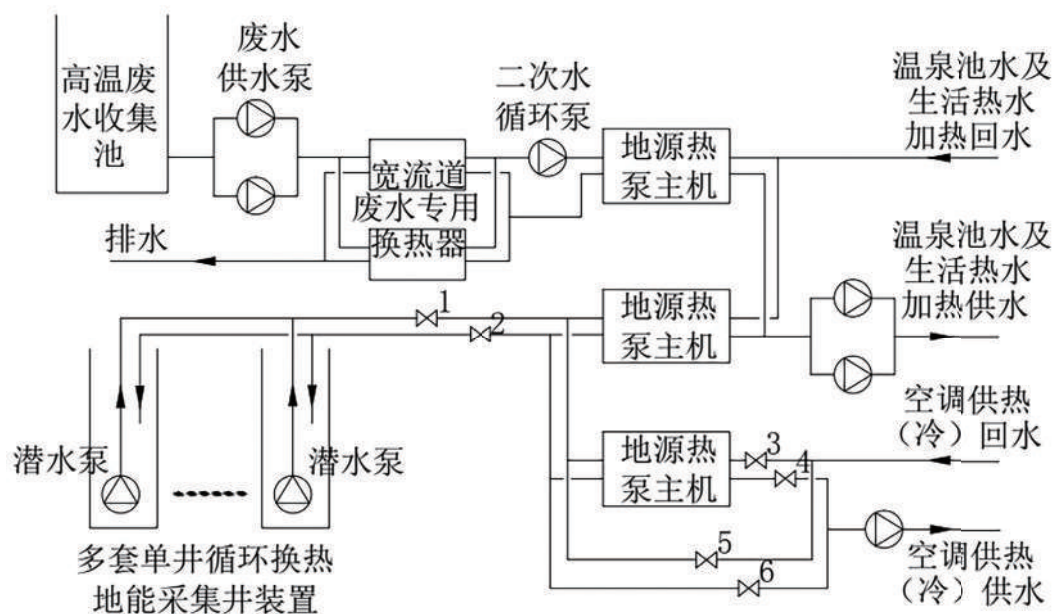 高温废
水收集
池
废水
供水泵
二次水
循环泵
宽流道
废水专用
换热器
排水
地源热
泵主机
温泉池水及
生活热水
加热回水
温泉池水及
生活热水
加热供水
1
2
地源热
泵主机
空调供热
（冷）回水
地源热
泵主机
3
4
5
6
空调供热
（冷）供水
潜水泵
潜水泵
多套单井循环换热
地能采集井装置